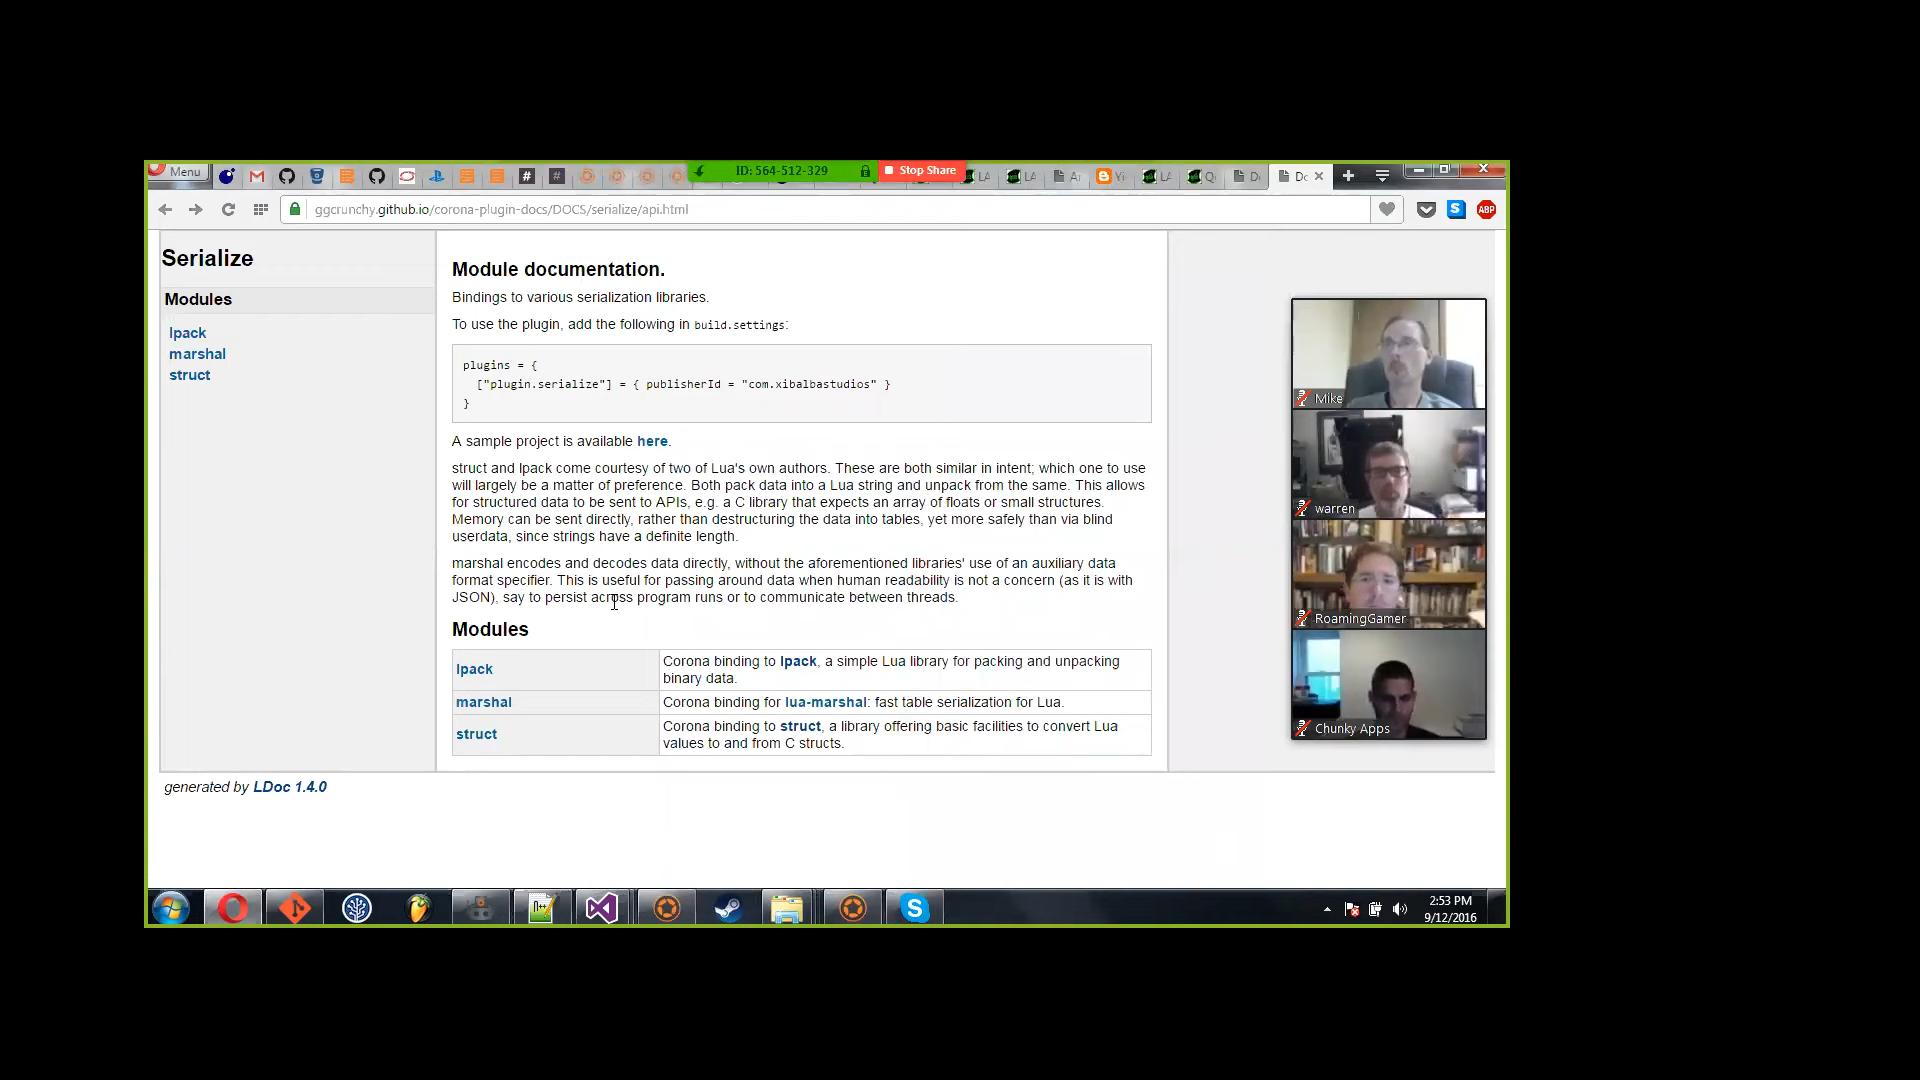 Menu
ID: 564-512-329
Stop Share
LA
LA
Yi
LA
Do
ggcrunchy.github.io/corona-plugin-docs/DOCS/serialize/api.html
ABP
Serialize
Modules
lpack
marshal
struct
Module documentation.
Bindings to various serialization libraries.
To use the plugin, add the following in build.settings:
plugins = {
["plugin.serialize"] = { publisherId = "com.xibalbastudios" }
}
A sample project is available here.
struct and lpack come courtesy of two of Lua's own authors. These are both similar in intent; which one to use
will largely be a matter of preference. Both pack data into a Lua string and unpack from the same. This allows
for structured data to be sent to APIs, e.g. a C library that expects an array of floats or small structures.
Memory can be sent directly, rather than destructuring the data into tables, yet more safely than via blind
userdata, since strings have a definite length.
marshal encodes and decodes data directly, without the aforementioned libraries' use of an auxiliary data
format specifier. This is useful for passing around data when human readability is not a concern (as it is with
JSON), say to persist across program runs or to communicate between threads.
Modules
lpack
Corona binding to lpack, a simple Lua library for packing and unpacking
binary data.
marshal
Corona binding for lua-marshal: fast table serialization for Lua.
struct
Corona binding to struct, a library offering basic facilities to convert Lua
values to and from C structs.
generated by LDoc 1.4.0
Mike
warren
RoamingGamer
Chunky Apps
2:53 PM
9/12/2016